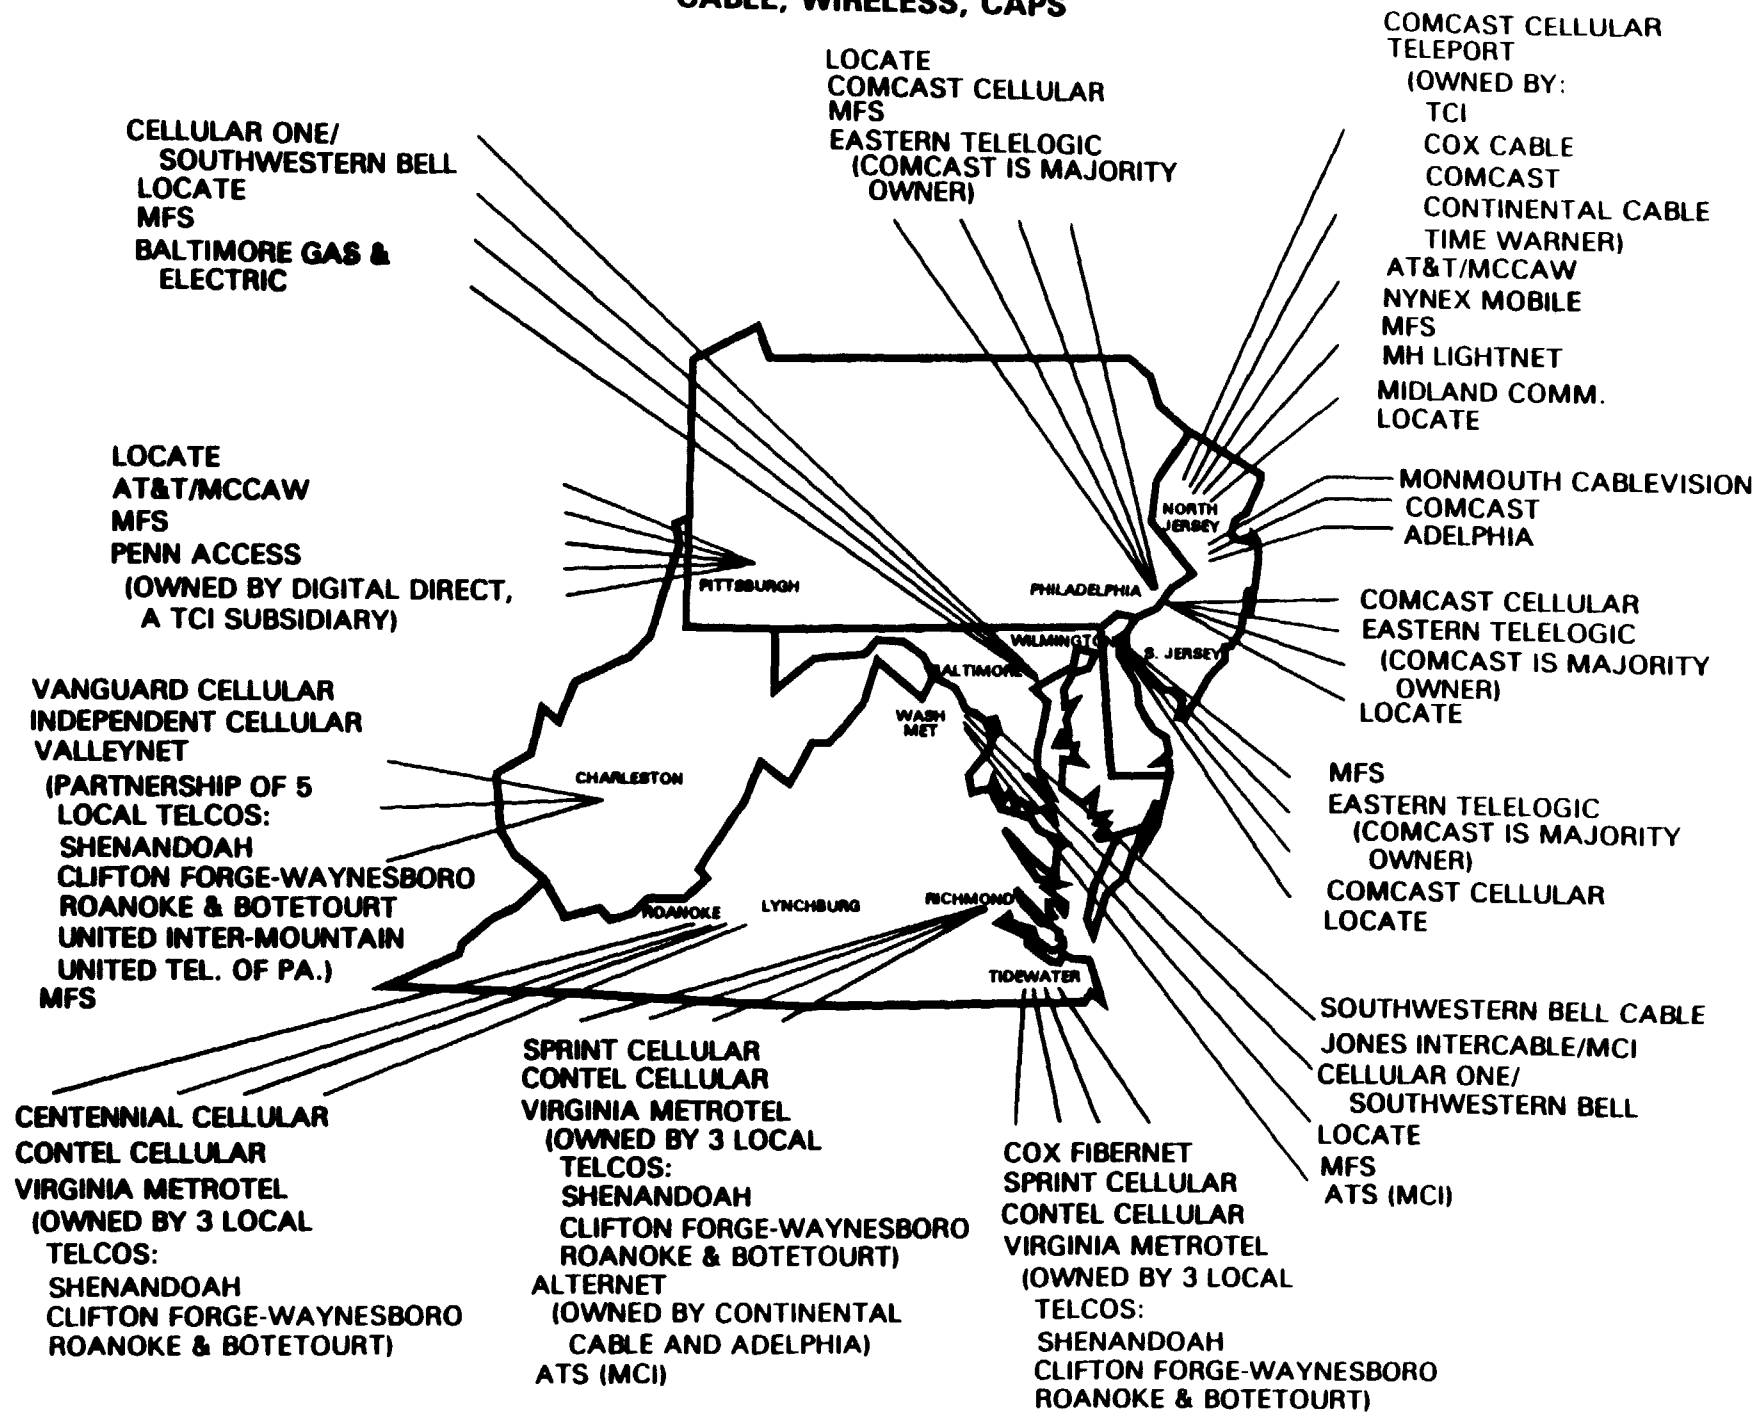 CABLE, WIRELESS, CAPS
COMCAST CELLULAR
TELEPORT
(OWNED BY:
TCI
COX CABLE
COMCAST
CONTINENTAL CABLE
TIME WARNER)
AT&T/MCCAW
NYNEX MOBILE
MFS
MH LIGHTNET
MIDLAND COMM.
LOCATE
LOCATE
COMCAST CELLULAR
MFS
EASTERN TELELOGIC
(COMCAST IS MAJORITY
OWNER)
CELLULAR ONE/
SOUTHWESTERN BELL
LOCATE
MFS
BALTIMORE GAS &
ELECTRIC
LOCATE
AT&T/MCCAW
MFS
PENN ACCESS
(OWNED BY DIGITAL DIRECT,
A TCI SUBSIDIARY)
MONMOUTH CABLEVISION
COMCAST
ADELPHIA
NORTH
JERSEY
PITTSBURGH
PHILADELPHIA
WILMINGTON
S. JERSEY
BALTIMORE
WASH
MET
CHARLESTON
ROANOKE
LYNCHBURG
RICHMOND
TIDEWATER
COMCAST CELLULAR
EASTERN TELELOGIC
(COMCAST IS MAJORITY
OWNER)
LOCATE
VANGUARD CELLULAR
INDEPENDENT CELLULAR
VALLEYNET
(PARTNERSHIP OF 5
LOCAL TELCOS:
SHENANDOAH
CLIFTON FORGE-WAYNESBORO
ROANOKE & BOTETOURT
UNITED INTER-MOUNTAIN
UNITED TEL. OF PA.)
MFS
MFS
EASTERN TELELOGIC
(COMCAST IS MAJORITY
OWNER)
COMCAST CELLULAR
LOCATE
SOUTHWESTERN BELL CABLE
JONES INTERCABLE/MCI
CELLULAR ONE/
SOUTHWESTERN BELL
LOCATE
MFS
ATS (MCI)
CENTENNIAL CELLULAR
CONTEL CELLULAR
VIRGINIA METROTEL
(OWNED BY 3 LOCAL
TELCOS:
SHENANDOAH
CLIFTON FORGE-WAYNESBORO
ROANOKE & BOTETOURT)
SPRINT CELLULAR
CONTEL CELLULAR
VIRGINIA METROTEL
(OWNED BY 3 LOCAL
TELCOS:
SHENANDOAH
CLIFTON FORGE-WAYNESBORO
ROANOKE & BOTETOURT)
ALTERNET
(OWNED BY CONTINENTAL
CABLE AND ADELPHIA)
ATS (MCI)
COX FIBERNET
SPRINT CELLULAR
CONTEL CELLULAR
VIRGINIA METROTEL
(OWNED BY 3 LOCAL
TELCOS:
SHENANDOAH
CLIFTON FORGE-WAYNESBORO
ROANOKE & BOTETOURT)